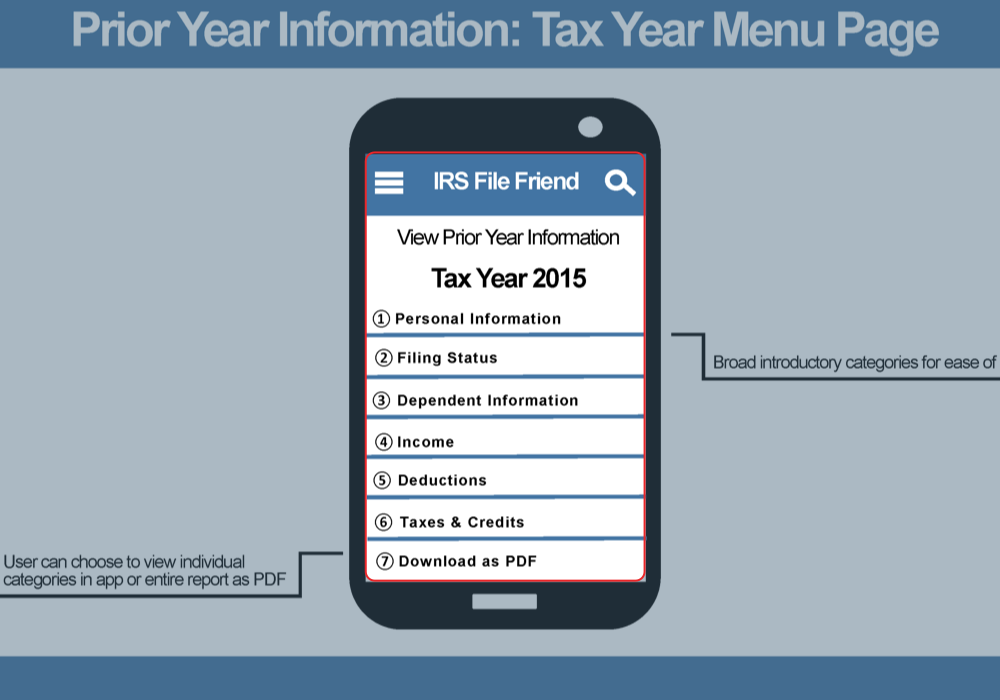 Prior Year Information: Tax Year Menu Page
IRS File Friend
View Prior Year Information
Tax Year 2015
① Personal Information
② Filing Status
③ Dependent Information
④ Income
⑤ Deductions
⑥ Taxes & Credits
⑦ Download as PDF
Broad introductory categories for ease of
User can choose to view individual
categories in app or entire report as PDF